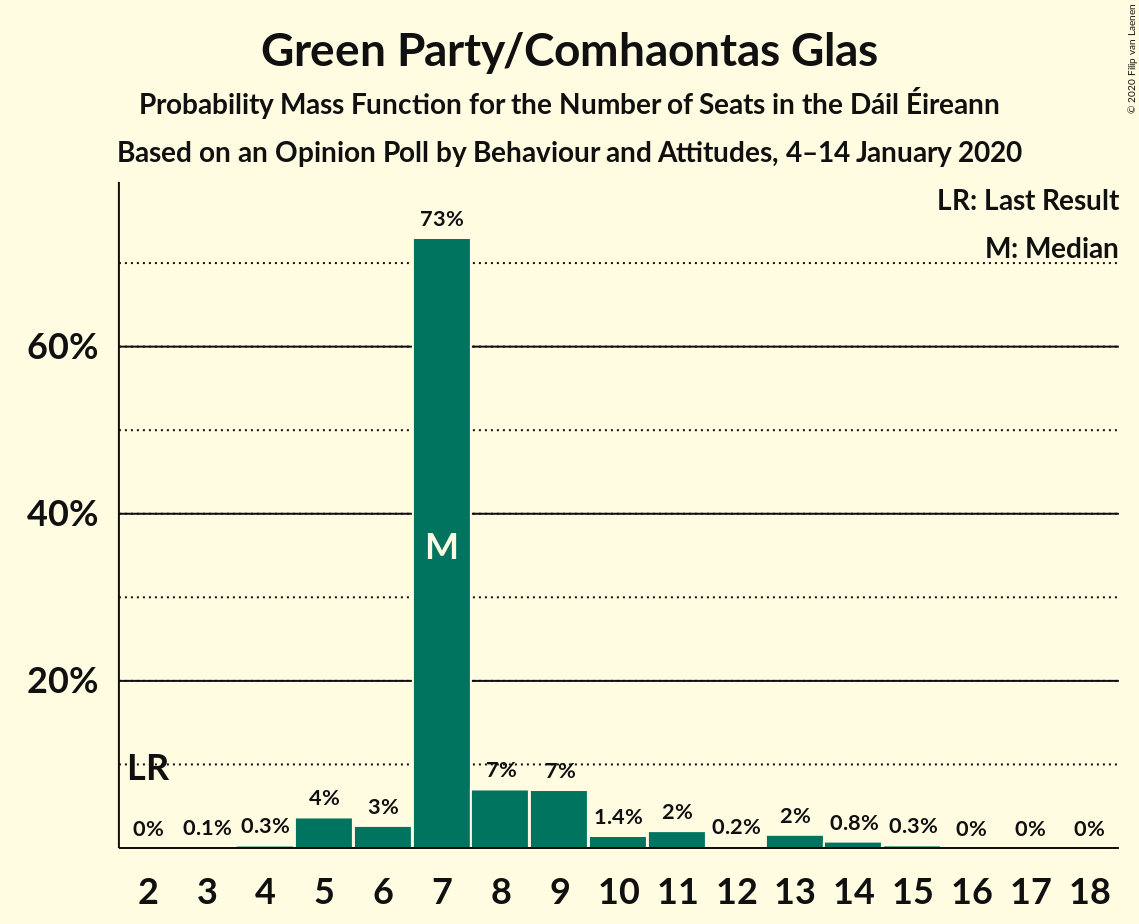 Green Party/Comhaontas Glas
Probability Mass Function for the Number of Seats in the Dáil Éireann
Based on an Opinion Poll by Behaviour and Attitudes, 4–14 January 2020
© 2020 Filip van Laenen
LR: Last Result
M: Median
60%
40%
20%
LR
M
0%
0.1%
0.3%
4%
3%
73%
7%
7%
1.4%
2%
0.2%
2%
0.8%
0.3%
0%
0%
0%
2 3 4 5 6 7 8 9 10 11 12 13 14 15 16 17 18